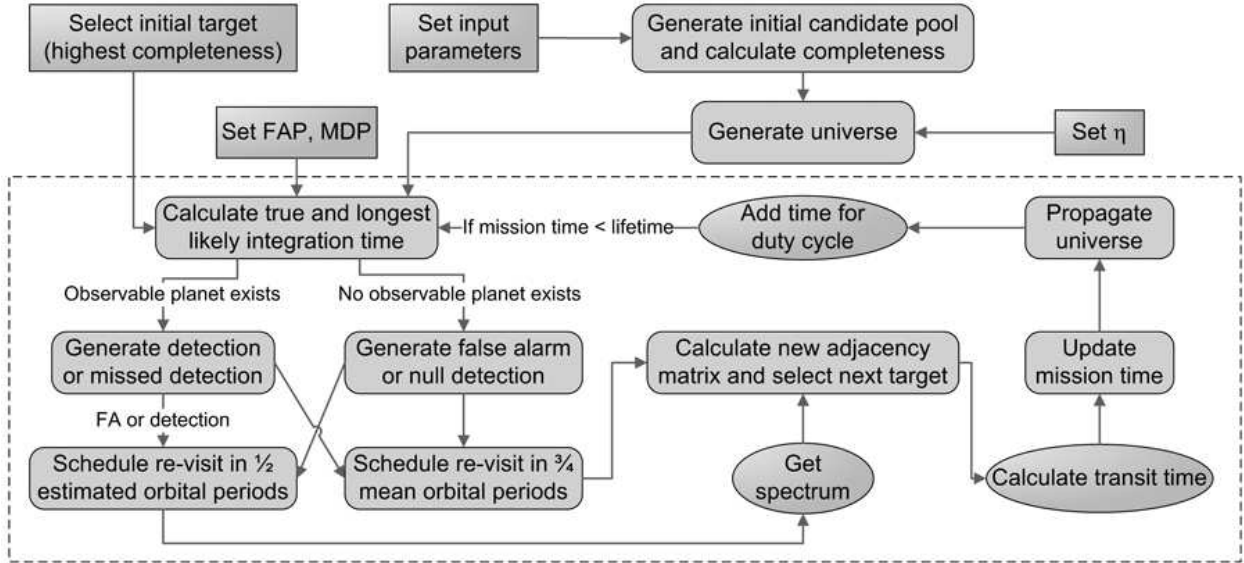 Select initial target
(highest completeness)
Set input
parameters
Generate initial candidate pool
and calculate completeness
Set FAP, MDP
Generate universe
Set η
Calculate true and longest
likely integration time
If mission time < lifetime
Add time for
duty cycle
Propagate
universe
Observable planet exists
No observable planet exists
Generate detection
or missed detection
Generate false alarm
or null detection
Calculate new adjacency
matrix and select next target
Update
mission time
FA or detection
Schedule re-visit in ½
estimated orbital periods
Schedule re-visit in ¾
mean orbital periods
Get
spectrum
Calculate transit time